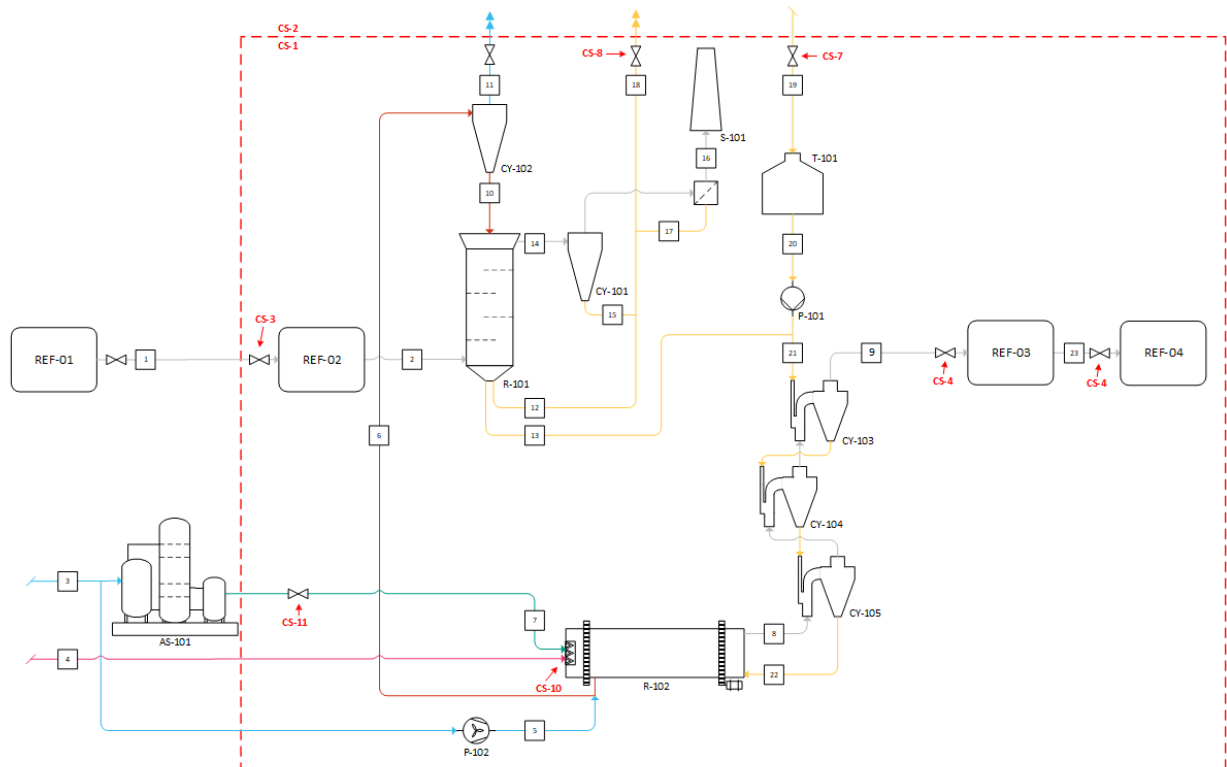 CS-2
CS-1
CS-8
CS-7
11
18
19
S-101
16
CY-102
T-101
10
17
14
20
CY-101
15
P-101
CS-3
REF-01
1
REF-02
2
21
9
REF-03
23
REF-04
CS-4
CS-4
R-101
12
13
6
CY-103
CY-104
3
AS-101
CS-11
7
CY-105
4
8
CS-10
R-102
22
5
P-102